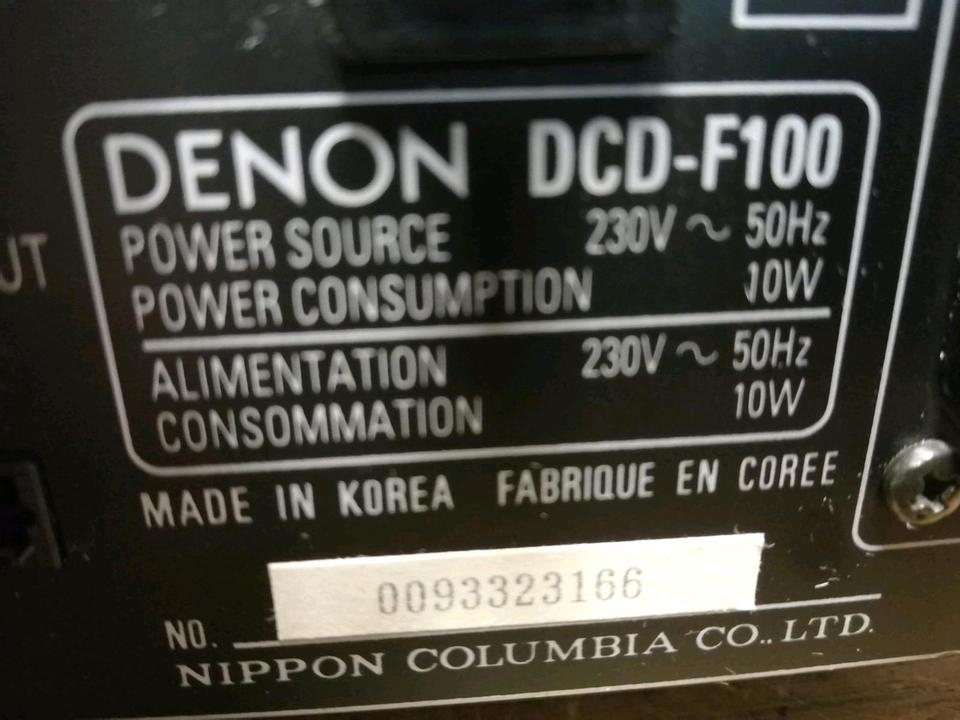 DENON DCD-F100
POWER SOURCE 230V ~ 50Hz
POWER CONSUMPTION 10W
ALIMENTATION 230V ~ 50Hz
CONSOMMATION 10W
MADE IN KOREA FABRIQUE EN COREE
0093323166
NO.
NIPPON COLUMBIA CO., LTD.
UT